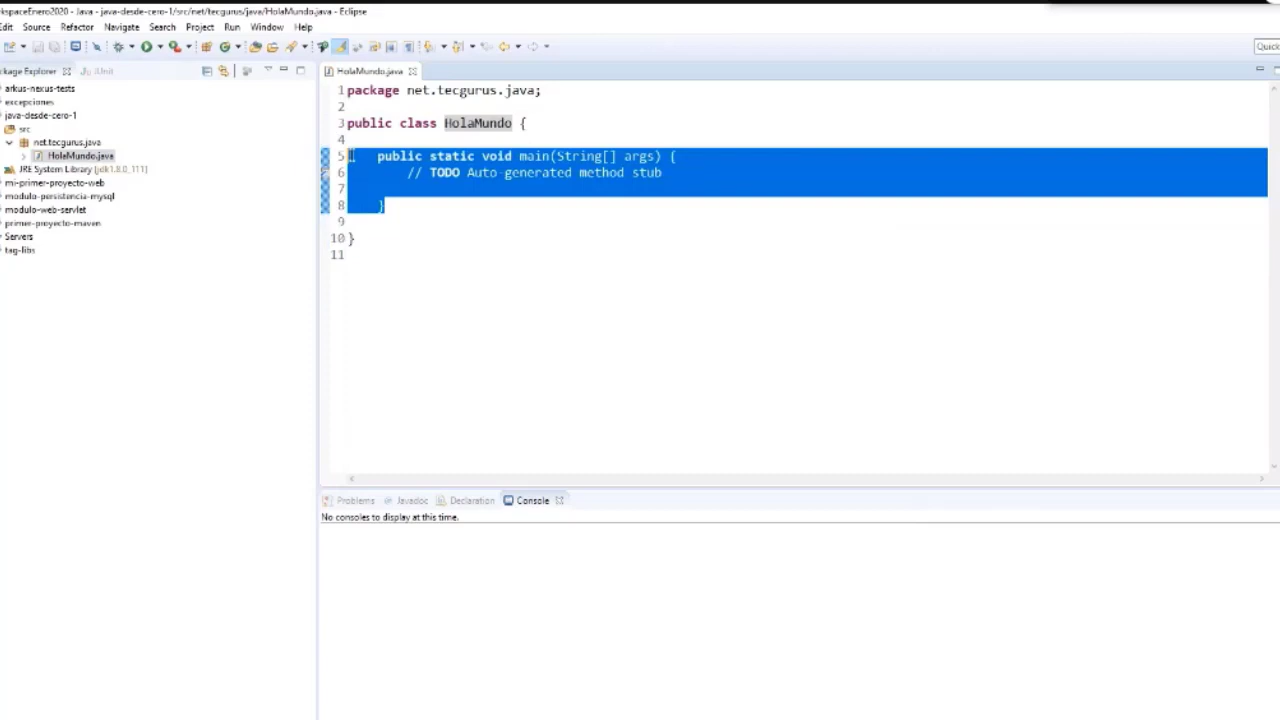 kspaceEnero2020 - Java - java-desde-cero-1/src/net/tecgurus/java/HolaMundo.java - Eclipse
Edit Source Refactor Navigate Search Project Run Window Help
Quick
ckage Explorer JUnit
HolaMundo.java
arkus-nexus-tests
excepciones
java-desde-cero-1
src
net.tecgurus.java
HolaMundo.java
JRE System Library [jdk1.8.0_111]
mi-primer-proyecto-web
modulo-persistencia-mysql
modulo-web-servlet
primer-proyecto-maven
Servers
tag-libs
1 package net.tecgurus.java;
2
3 public class HolaMundo {
4
5 public static void main(String[] args) {
6 // TODO Auto-generated method stub
7
8 }
9
10 }
11
Problems Javadoc Declaration Console
No consoles to display at this time.